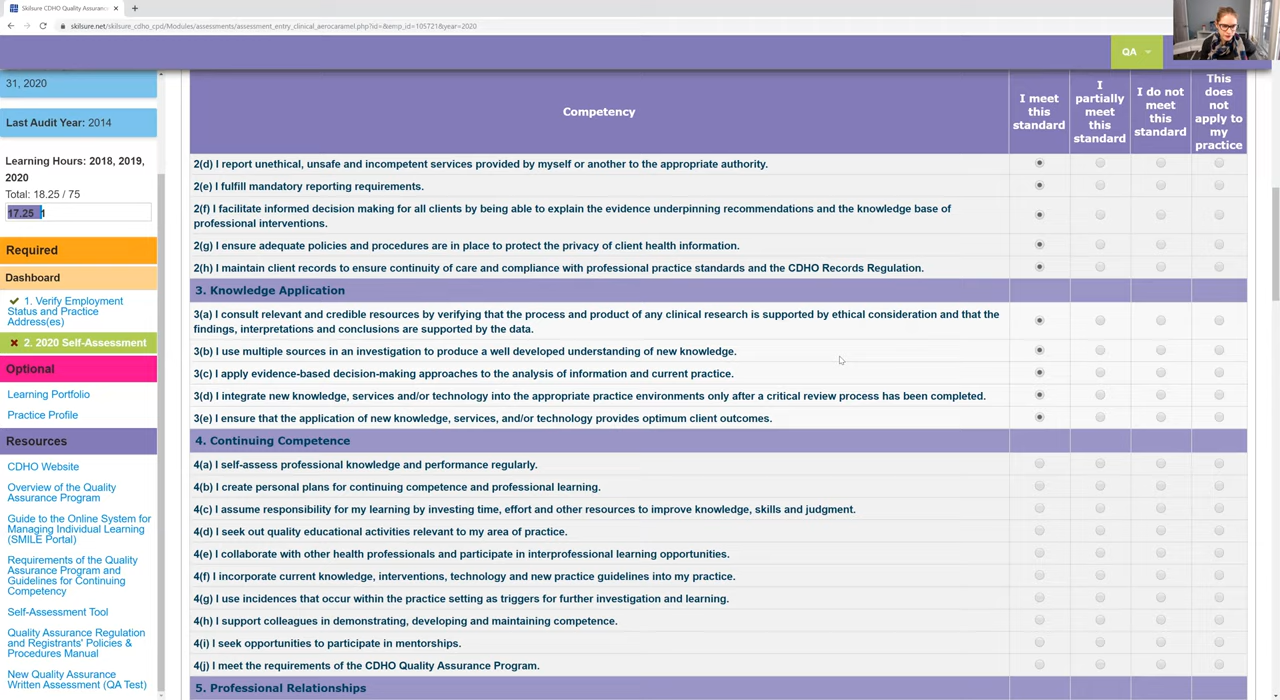 Skilsure CDHO Quality Assurance
skilsure.net/skilsure_cdho_cpd/Modules/assessments/assessment_entry_clinical_aerocaramel.php?id=&emp_id=105721&year=2020
QA
31, 2020
Last Audit Year: 2014
Learning Hours: 2018, 2019,
2020
Total: 18.25 / 75
17.25 1
Required
Dashboard
1. Verify Employment
Status and Practice
Address(es)
2. 2020 Self-Assessment
Optional
Learning Portfolio
Practice Profile
Resources
CDHO Website
Overview of the Quality
Assurance Program
Guide to the Online System for
Managing Individual Learning
(SMILE Portal)
Requirements of the Quality
Assurance Program and
Guidelines for Continuing
Competency
Self-Assessment Tool
Quality Assurance Regulation
and Registrants' Policies &
Procedures Manual
New Quality Assurance
Written Assessment (QA Test)
Competency
I meet
this
standard
I
partially
meet
this
standard
I do not
meet
this
standard
This
does
not
apply to
my
practice
2(d) I report unethical, unsafe and incompetent services provided by myself or another to the appropriate authority.
2(e) I fulfill mandatory reporting requirements.
2(f) I facilitate informed decision making for all clients by being able to explain the evidence underpinning recommendations and the knowledge base of
professional interventions.
2(g) I ensure adequate policies and procedures are in place to protect the privacy of client health information.
2(h) I maintain client records to ensure continuity of care and compliance with professional practice standards and the CDHO Records Regulation.
3. Knowledge Application
3(a) I consult relevant and credible resources by verifying that the process and product of any clinical research is supported by ethical consideration and that the
findings, interpretations and conclusions are supported by the data.
3(b) I use multiple sources in an investigation to produce a well developed understanding of new knowledge.
3(c) I apply evidence-based decision-making approaches to the analysis of information and current practice.
3(d) I integrate new knowledge, services and/or technology into the appropriate practice environments only after a critical review process has been completed.
3(e) I ensure that the application of new knowledge, services, and/or technology provides optimum client outcomes.
4. Continuing Competence
4(a) I self-assess professional knowledge and performance regularly.
4(b) I create personal plans for continuing competence and professional learning.
4(c) I assume responsibility for my learning by investing time, effort and other resources to improve knowledge, skills and judgment.
4(d) I seek out quality educational activities relevant to my area of practice.
4(e) I collaborate with other health professionals and participate in interprofessional learning opportunities.
4(f) I incorporate current knowledge, interventions, technology and new practice guidelines into my practice.
4(g) I use incidences that occur within the practice setting as triggers for further investigation and learning.
4(h) I support colleagues in demonstrating, developing and maintaining competence.
4(i) I seek opportunities to participate in mentorships.
4(j) I meet the requirements of the CDHO Quality Assurance Program.
5. Professional Relationships